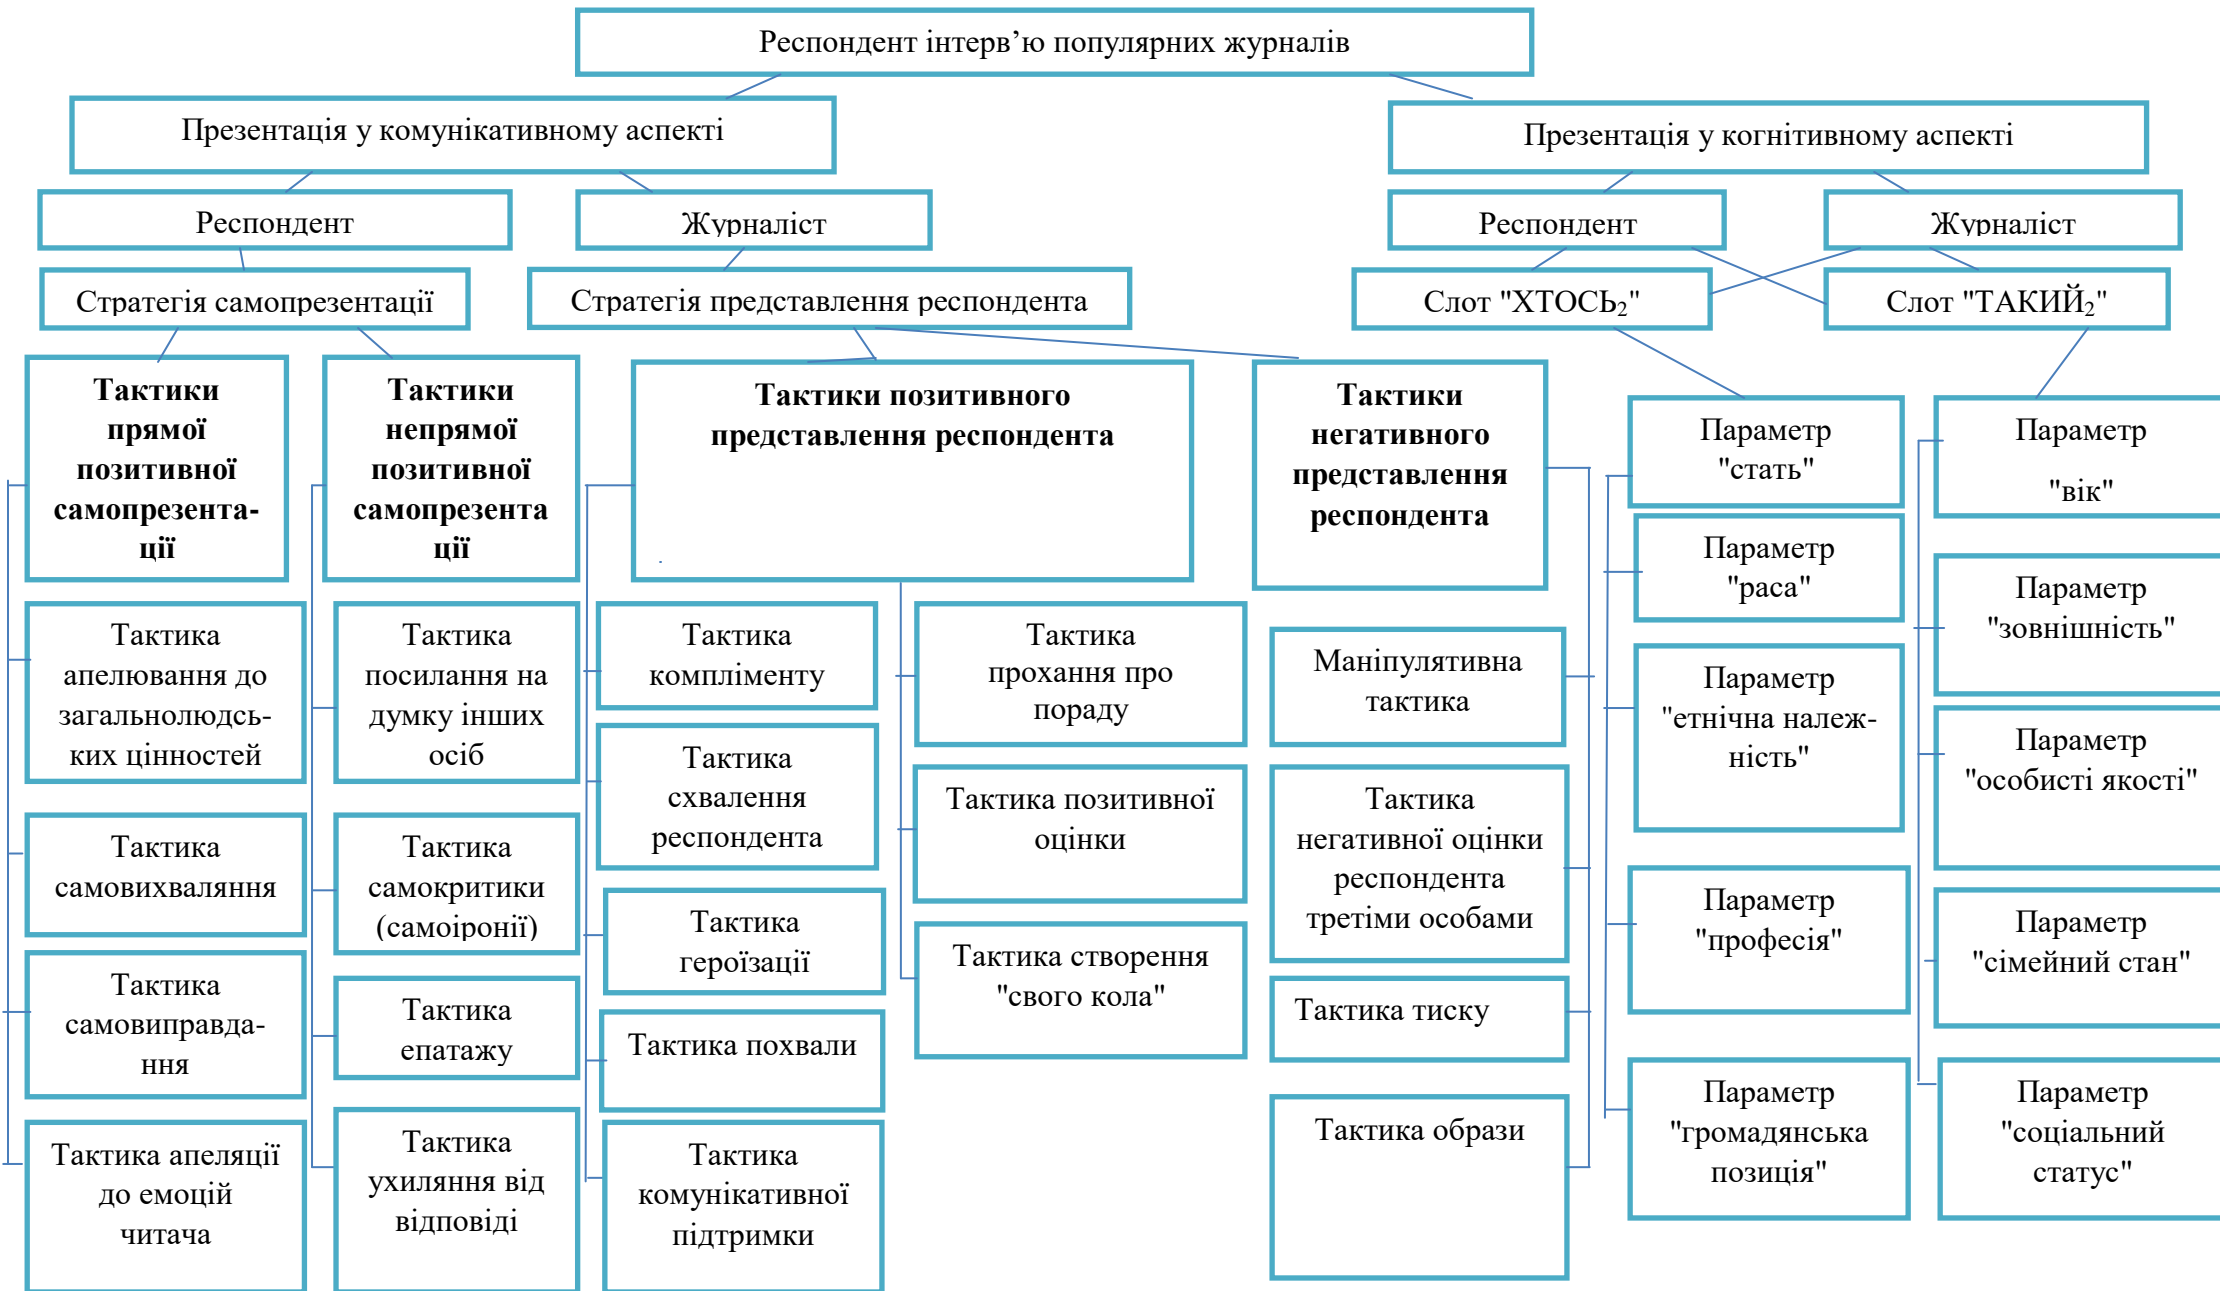 Респондент інтерв’ю популярних журналів
Презентація у комунікативному аспекті
Презентація у когнітивному аспекті
Респондент
Журналіст
Респондент
Журналіст
Стратегія самопрезентації
Стратегія представлення респондента
Слот "ХТОСЬ₂"
Слот "ТАКИЙ₂"
Тактики
прямої
позитивної
самопрезента-
ції
Тактики
непрямої
позитивної
самопрезента
ції
Тактики позитивного
представлення респондента
Тактики
негативного
представлення
респондента
Параметр
"стать"
Параметр
"вік"
Параметр
"раса"
Параметр
"зовнішність"
Тактика
апелювання до
загальнолюдсь-
ких цінностей
Тактика
посилання на
думку інших
осіб
Тактика
компліменту
Тактика
прохання про
пораду
Маніпулятивна
тактика
Параметр
"етнічна належ-
ність"
Параметр
"особисті якості"
Тактика
схвалення
респондента
Тактика позитивної
оцінки
Тактика
негативної оцінки
респондента
третіми особами
Тактика
самовихваляння
Тактика
самокритики
(самоіронії)
Тактика
героїзації
Тактика створення
"свого кола"
Параметр
"професія"
Параметр
"сімейний стан"
Тактика
самовиправда-
ння
Тактика
епатажу
Тактика похвали
Тактика тиску
Тактика апеляції
до емоцій
читача
Тактика
ухиляння від
відповіді
Тактика
комунікативної
підтримки
Тактика образи
Параметр
"громадянська
позиція"
Параметр
"соціальний
статус"